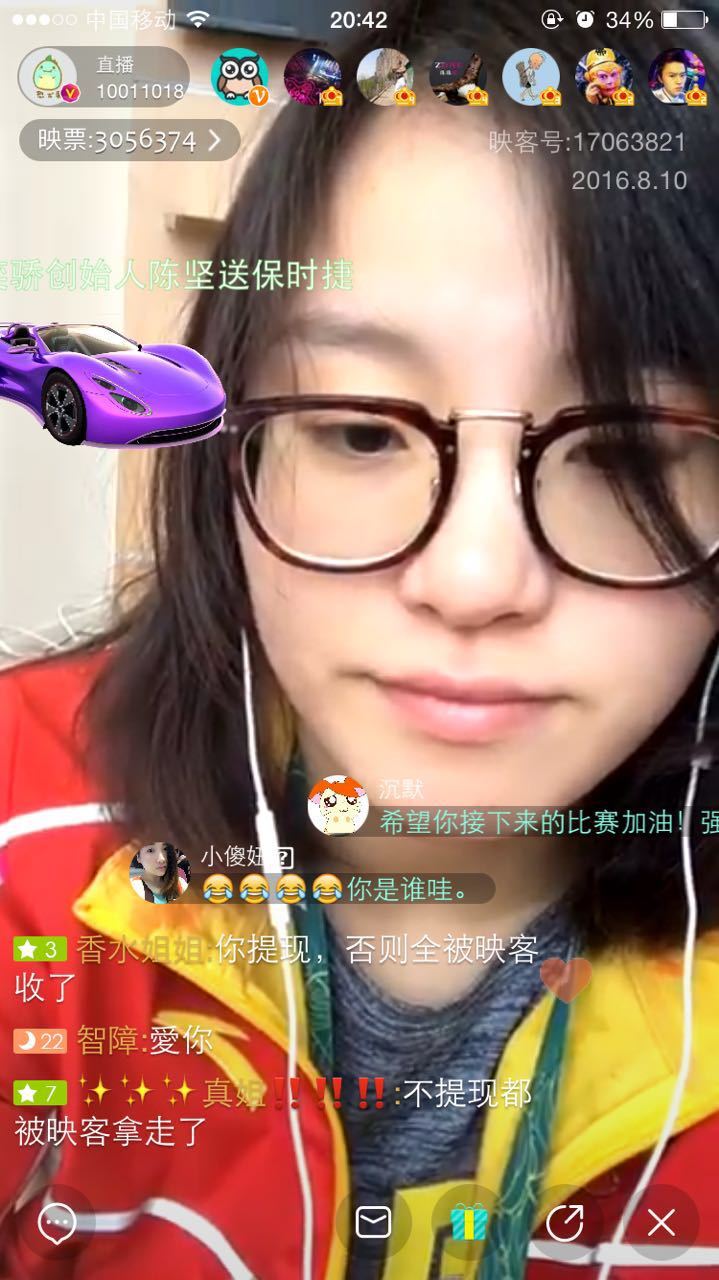 中国移动
20:42
34%
直播
10011018
映票:3056374
映客号:17063821
2016.8.10
骄创始人陈坚送保时捷
沉默
希望你接下来的比赛加油！强
小傻妞?
😂😂😂😂你是谁哇。
3 香水姐姐:你提现，否则全被映客
收了
22 智障:愛你
7 ✨✨✨真姐‼️‼️‼️:不提现都
被映客拿走了